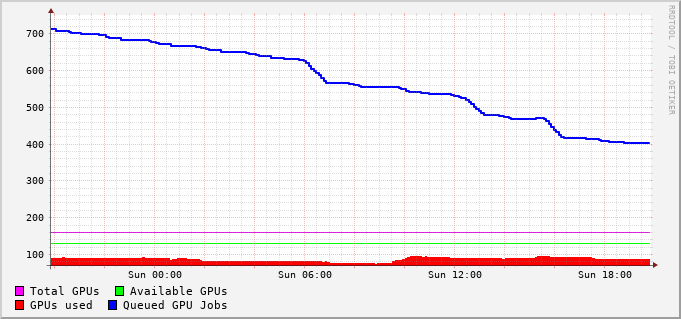 RRDTOOL / TOBI OETIKER
700
600
500
400
300
200
100
Sun 00:00 Sun 06:00 Sun 12:00 Sun 18:00
Total GPUs Available GPUs
GPUs used Queued GPU Jobs